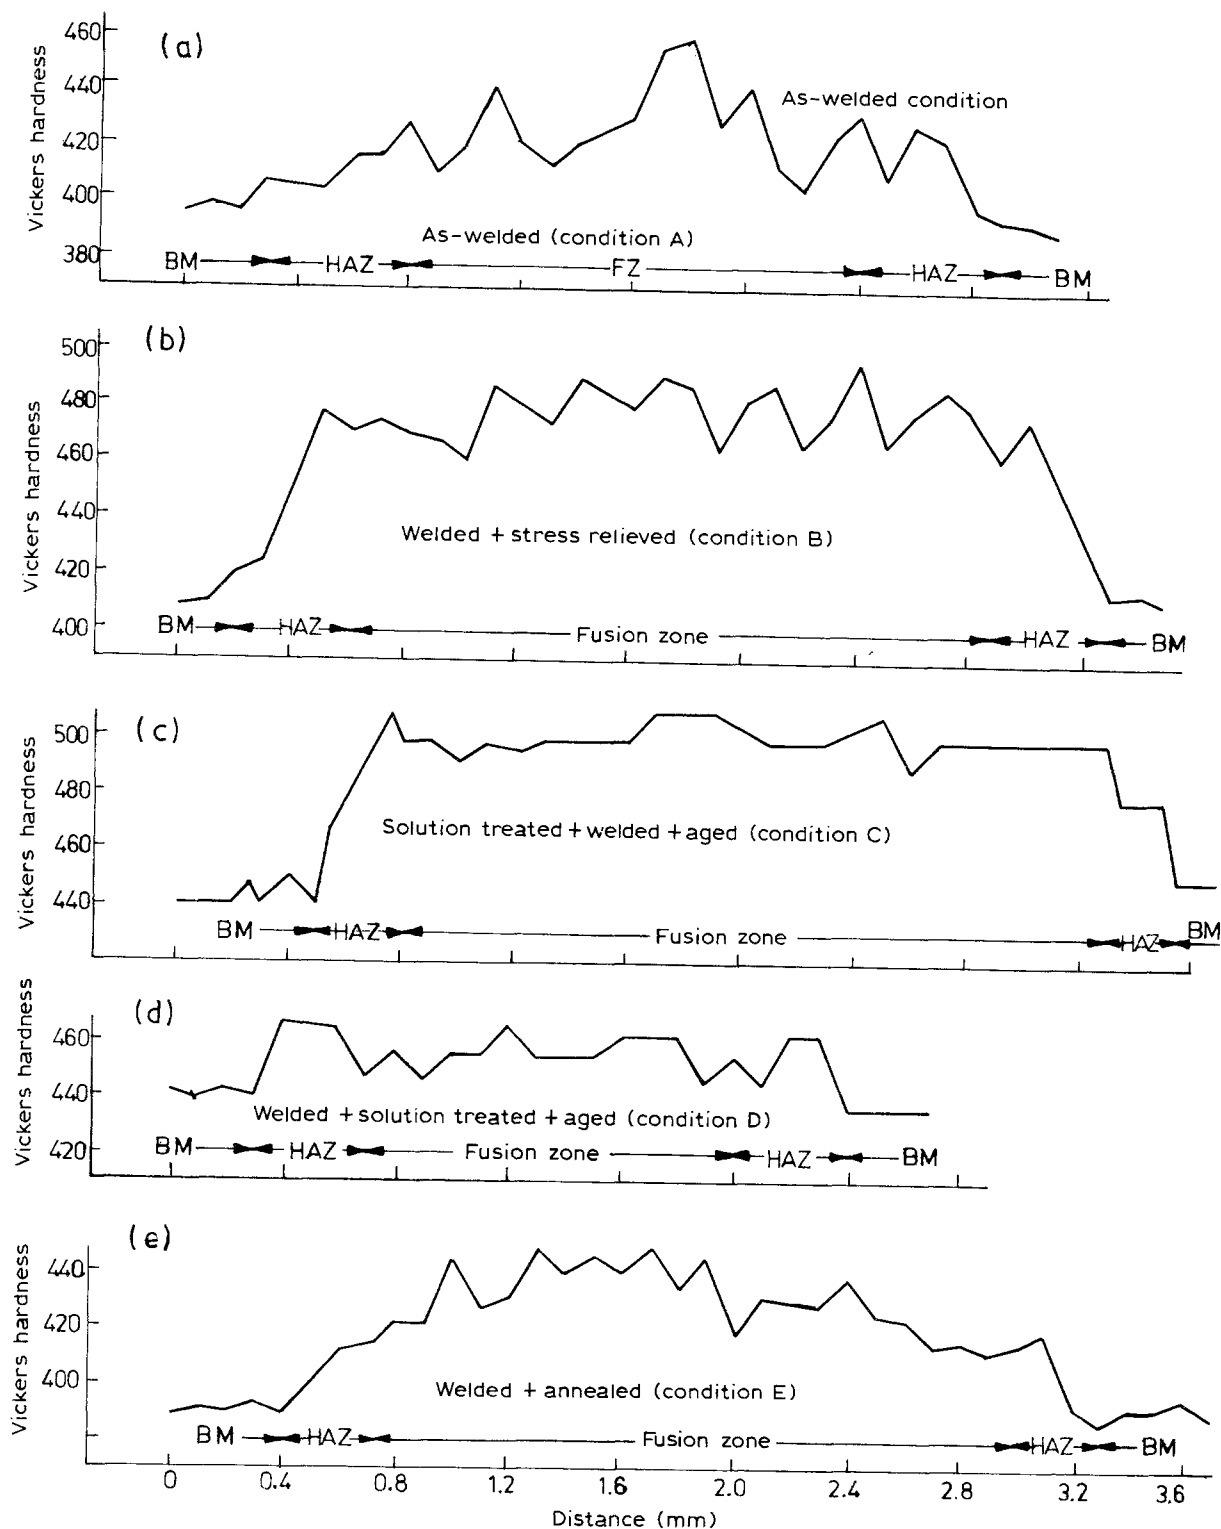 (a)
Vickers hardness
460
440
420
400
380
As-welded condition
As-welded (condition A)
BM HAZ FZ HAZ BM
(b)
Vickers hardness
500
480
460
440
420
400
Welded + stress relieved (condition B)
BM HAZ Fusion zone HAZ BM
(c)
Vickers hardness
500
480
460
440
Solution treated + welded + aged (condition C)
BM HAZ Fusion zone HAZ BM
(d)
Vickers hardness
460
440
420
Welded + solution treated + aged (condition D)
BM HAZ Fusion zone HAZ BM
(e)
Vickers hardness
440
420
400
Welded + annealed (condition E)
BM HAZ Fusion zone HAZ BM
0 0.4 0.8 1.2 1.6 2.0 2.4 2.8 3.2 3.6
Distance (mm)